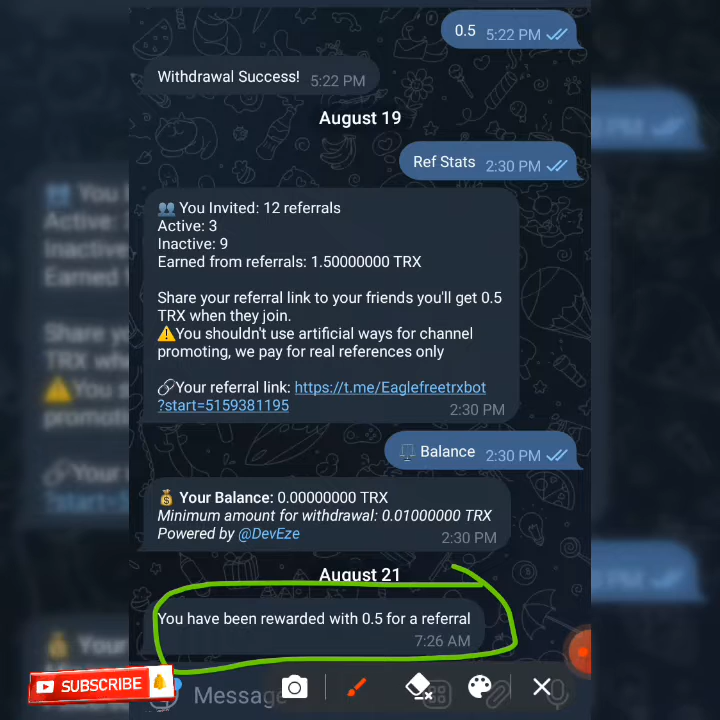 0.5 5:22 PM
Withdrawal Success! 5:22 PM
August 19
Ref Stats 2:30 PM
👥 You Invited: 12 referrals
Active: 3
Inactive: 9
Earned from referrals: 1.50000000 TRX
Share your referral link to your friends you'll get 0.5
TRX when they join.
⚠️You shouldn't use artificial ways for channel
promoting, we pay for real references only
🔗Your referral link: https://t.me/Eaglefreetrxbot
?start=5159381195 2:30 PM
Balance 2:30 PM
💰 Your Balance: 0.00000000 TRX
Minimum amount for withdrawal: 0.01000000 TRX
Powered by @DevEze 2:30 PM
August 21
You have been rewarded with 0.5 for a referral
7:26 AM
SUBSCRIBE
Message